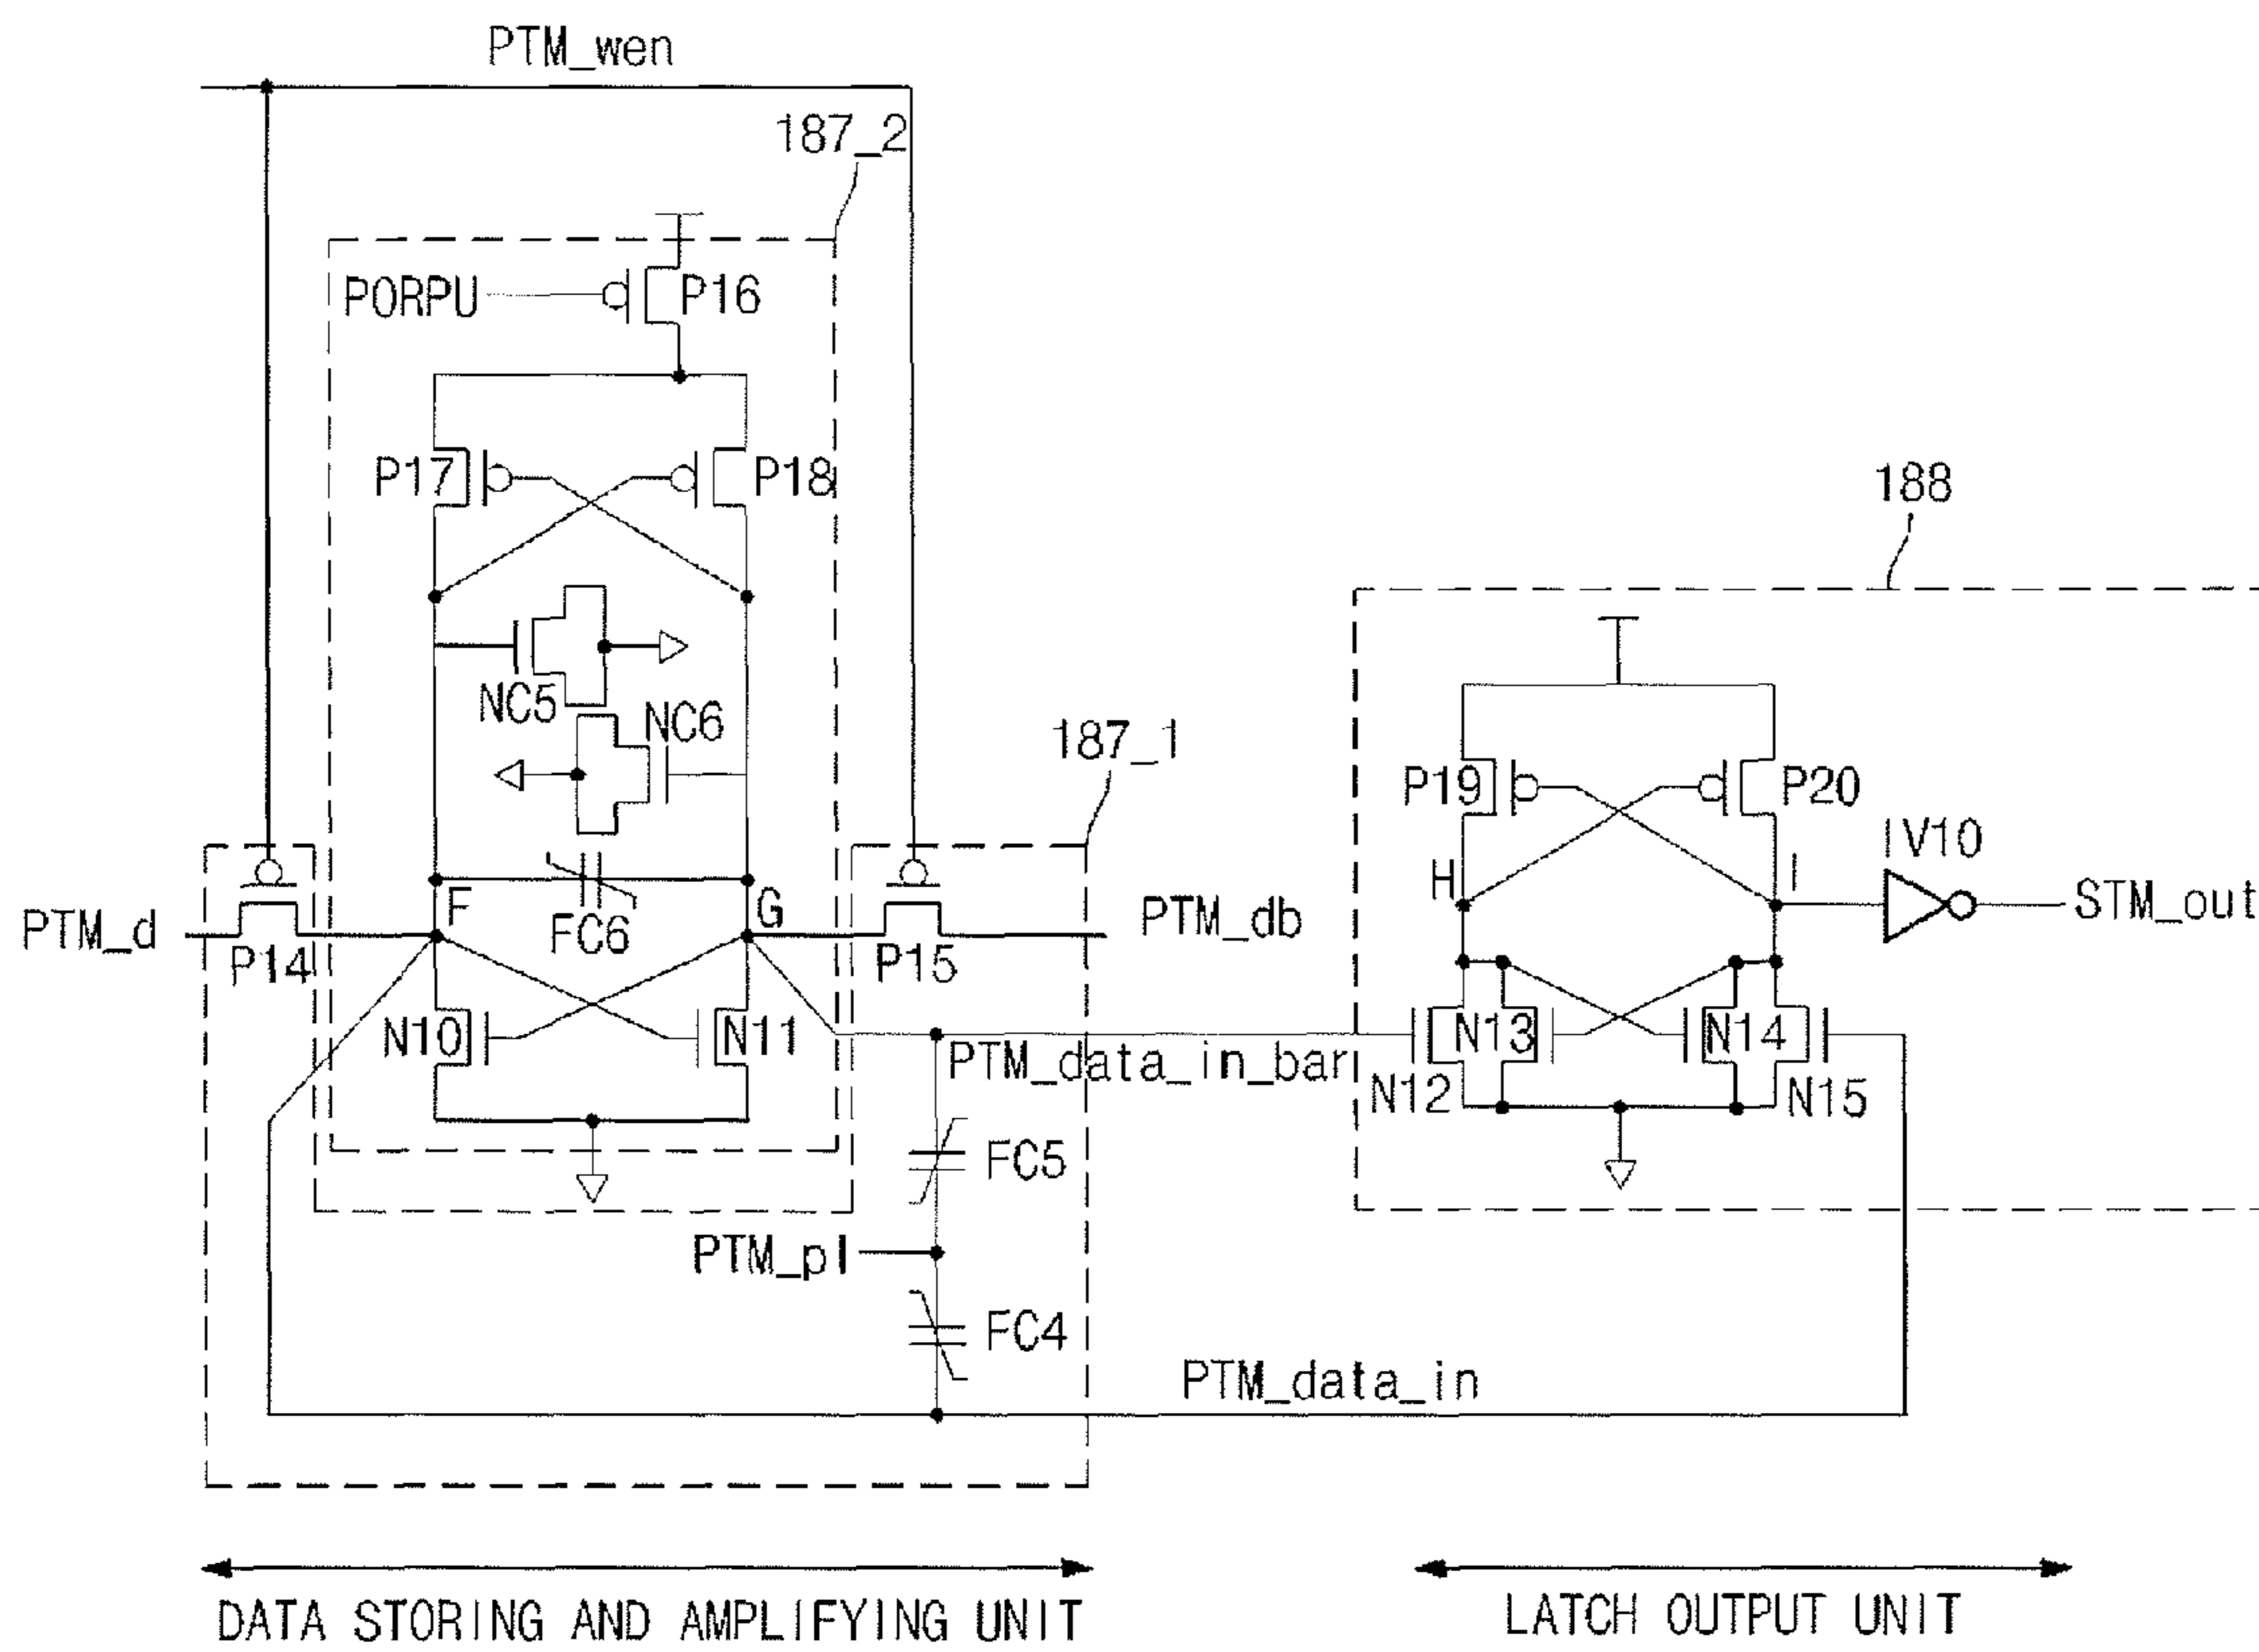 PTM_wen
187_2
PORPU
P16
P17
P18
188
NC5
NC6
187_1
P19
P20
IV10
H
I
STM_out
F
G
FC6
PTM_d
P14
P15
PTM_db
N10
N11
N13
N14
PTM_data_in_bar
N12
N15
FC5
PTM_pl
FC4
PTM_data_in
DATA STORING AND AMPLIFYING UNIT
LATCH OUTPUT UNIT